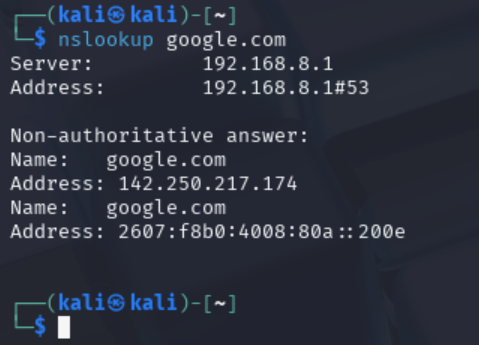 ┌──(kali㉿kali)-[~]
└─$ nslookup google.com
Server:         192.168.8.1
Address:        192.168.8.1#53

Non-authoritative answer:
Name:   google.com
Address: 142.250.217.174
Name:   google.com
Address: 2607:f8b0:4008:80a::200e

┌──(kali㉿kali)-[~]
└─$